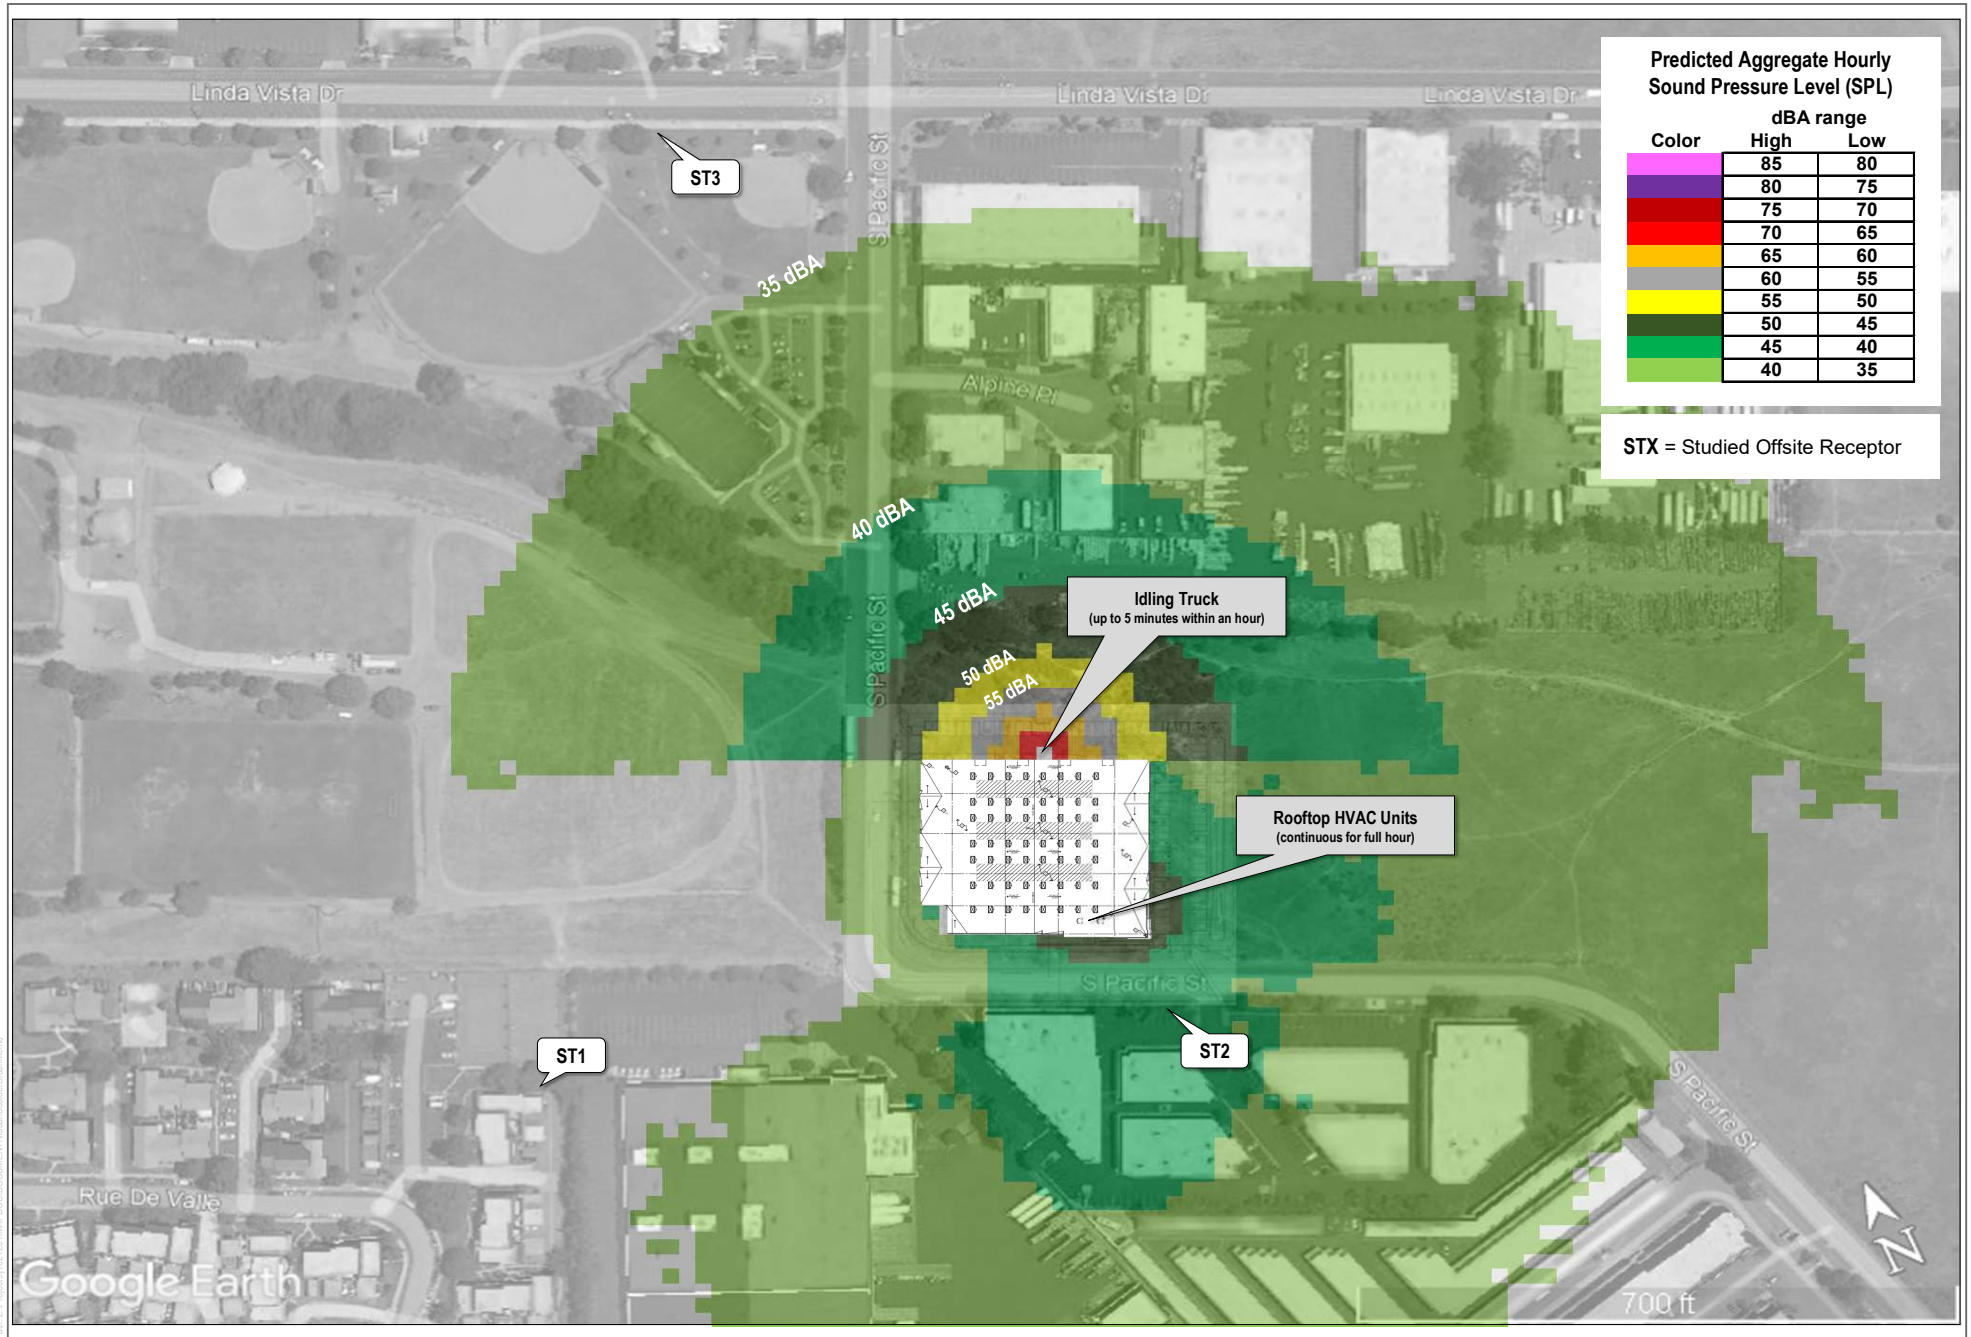 Predicted Aggregate Hourly
Sound Pressure Level (SPL)
dBA range
Color High Low
85 80
80 75
75 70
70 65
65 60
60 55
55 50
50 45
45 40
40 35
STX = Studied Offsite Receptor
Linda Vista Dr
Linda Vista Dr
Linda Vista Dr
ST3
S Pacific St
35 dBA
Alpine Pl
40 dBA
45 dBA
Idling Truck
(up to 5 minutes within an hour)
S Pacific St
50 dBA
55 dBA
Rooftop HVAC Units
(continuous for full hour)
S Pacific St
ST1
ST2
S Pacific St
Rue De Valle
N
Google Earth
700 ft